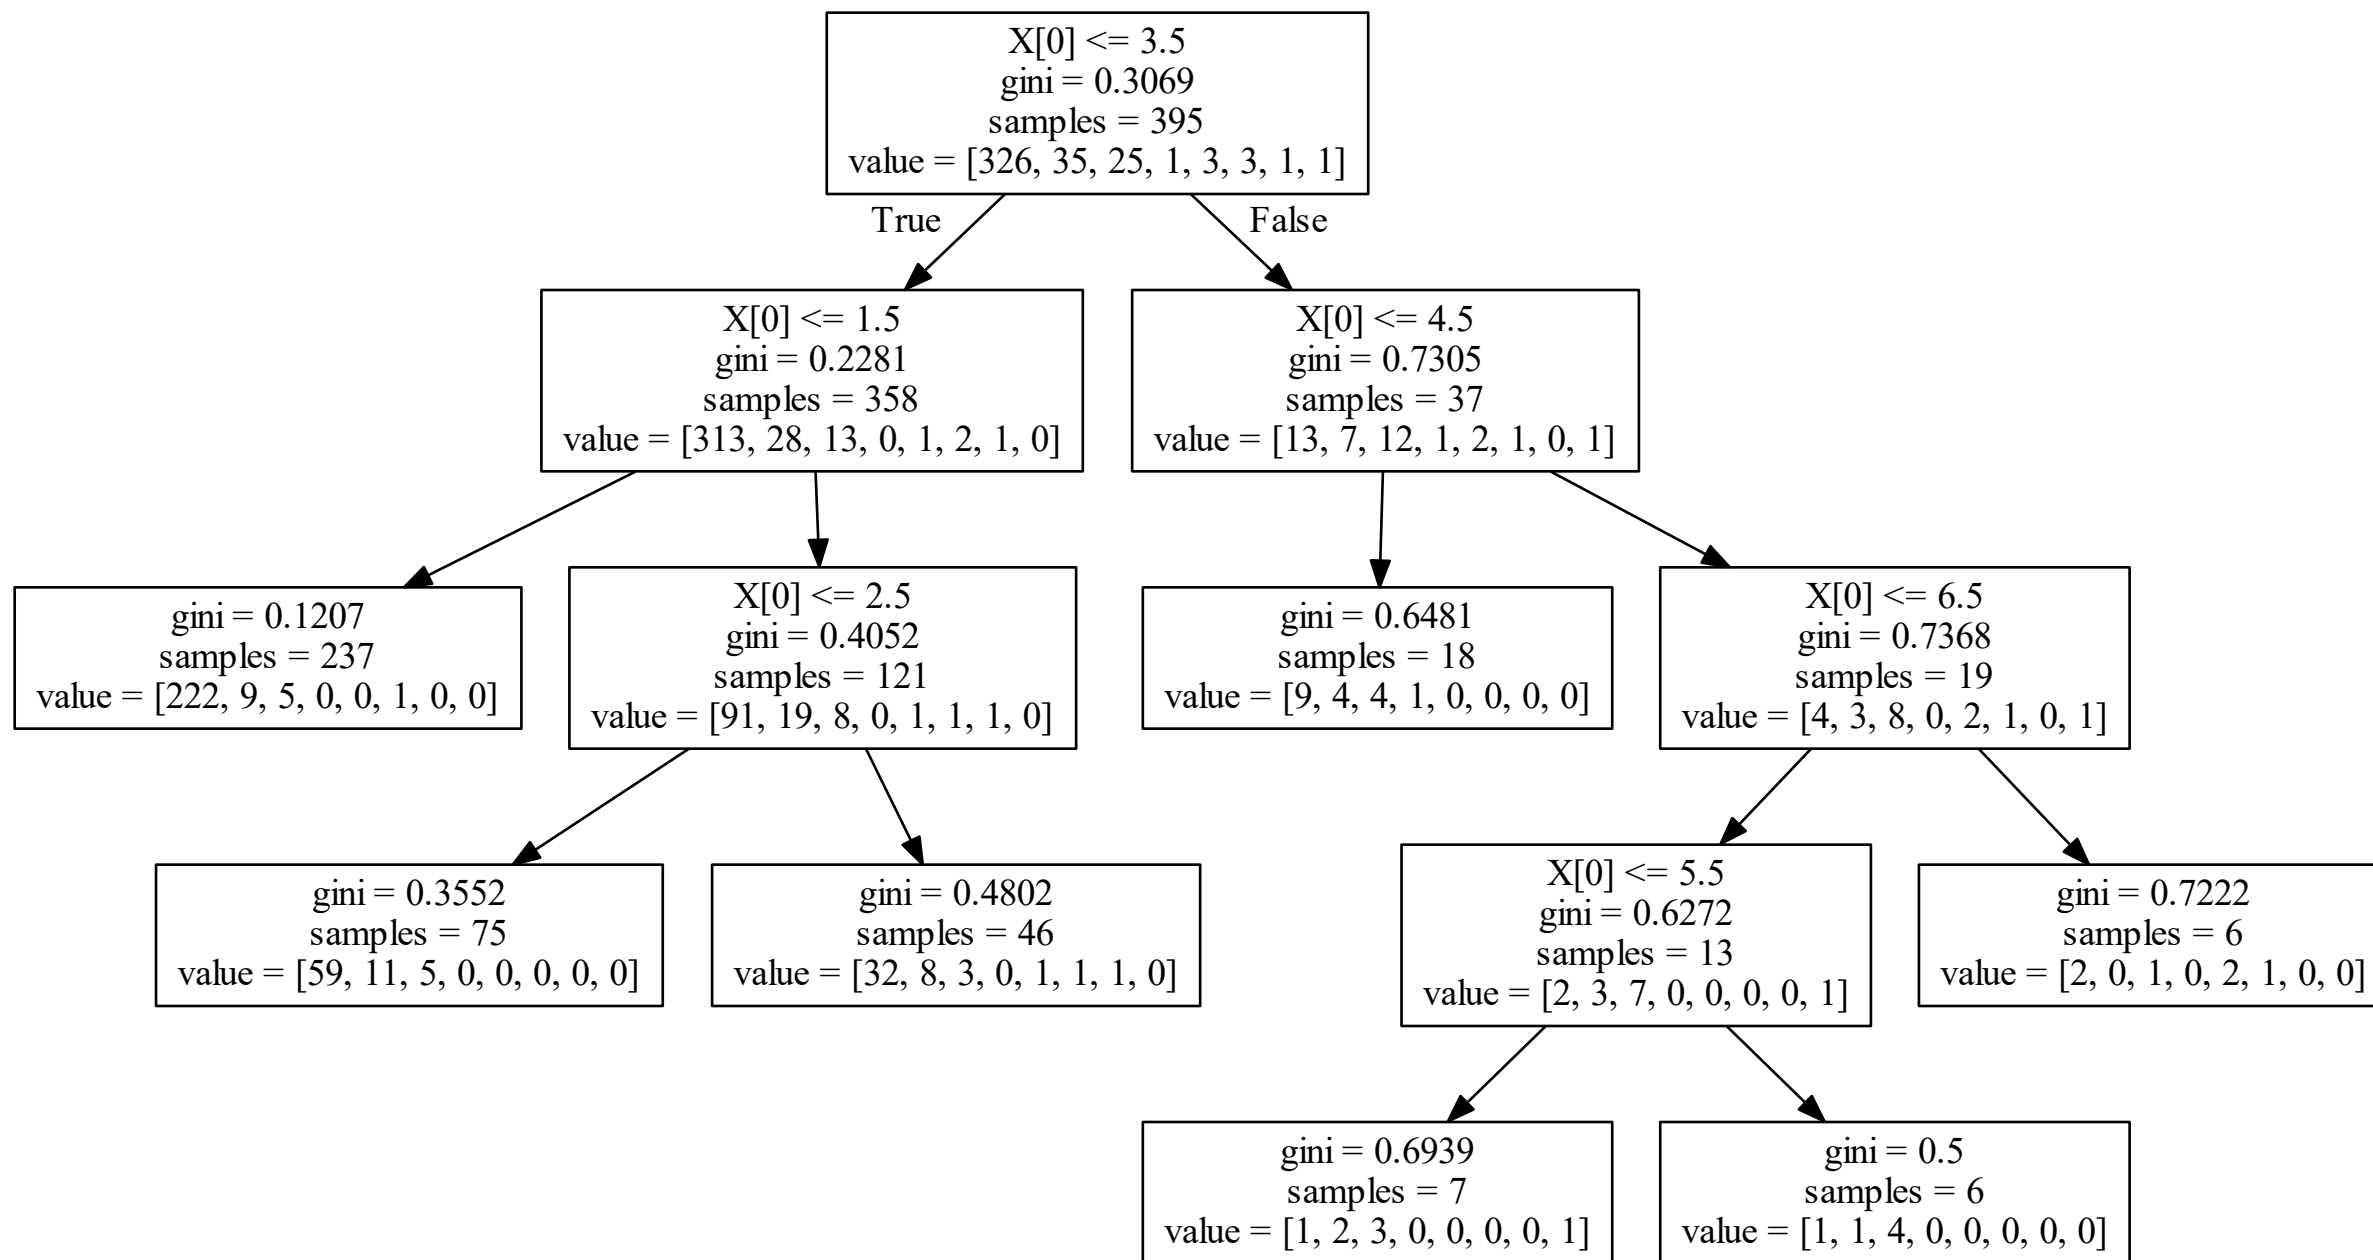 X[0] <= 3.5
gini = 0.3069
samples = 395
value = [326, 35, 25, 1, 3, 3, 1, 1]
True
False
X[0] <= 1.5
gini = 0.2281
samples = 358
value = [313, 28, 13, 0, 1, 2, 1, 0]
X[0] <= 4.5
gini = 0.7305
samples = 37
value = [13, 7, 12, 1, 2, 1, 0, 1]
gini = 0.1207
samples = 237
value = [222, 9, 5, 0, 0, 1, 0, 0]
X[0] <= 2.5
gini = 0.4052
samples = 121
value = [91, 19, 8, 0, 1, 1, 1, 0]
gini = 0.6481
samples = 18
value = [9, 4, 4, 1, 0, 0, 0, 0]
X[0] <= 6.5
gini = 0.7368
samples = 19
value = [4, 3, 8, 0, 2, 1, 0, 1]
gini = 0.3552
samples = 75
value = [59, 11, 5, 0, 0, 0, 0, 0]
gini = 0.4802
samples = 46
value = [32, 8, 3, 0, 1, 1, 1, 0]
X[0] <= 5.5
gini = 0.6272
samples = 13
value = [2, 3, 7, 0, 0, 0, 0, 1]
gini = 0.7222
samples = 6
value = [2, 0, 1, 0, 2, 1, 0, 0]
gini = 0.6939
samples = 7
value = [1, 2, 3, 0, 0, 0, 0, 1]
gini = 0.5
samples = 6
value = [1, 1, 4, 0, 0, 0, 0, 0]